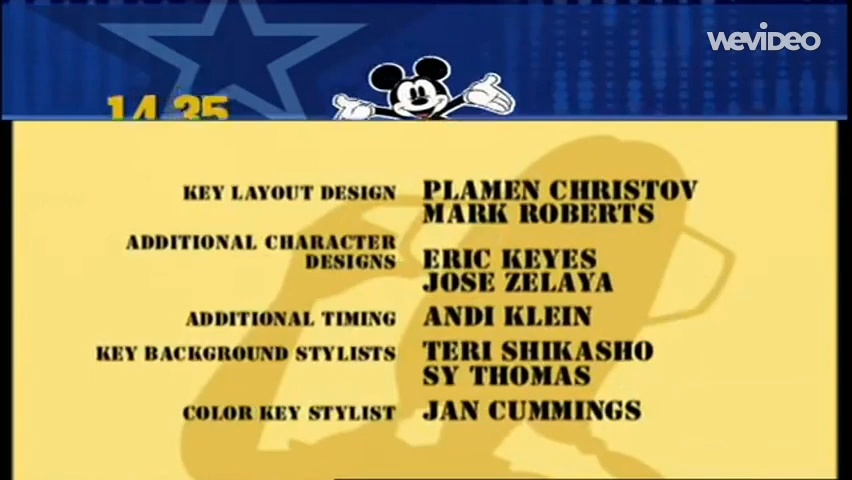 WEVIDEO
14.35
KEY LAYOUT DESIGN PLAMEN CHRISTOV
MARK ROBERTS
ADDITIONAL CHARACTER
DESIGNS ERIC KEYES
JOSE ZELAYA
ADDITIONAL TIMING ANDI KLEIN
KEY BACKGROUND STYLISTS TERI SHIKASHO
SY THOMAS
COLOR KEY STYLIST JAN CUMMINGS